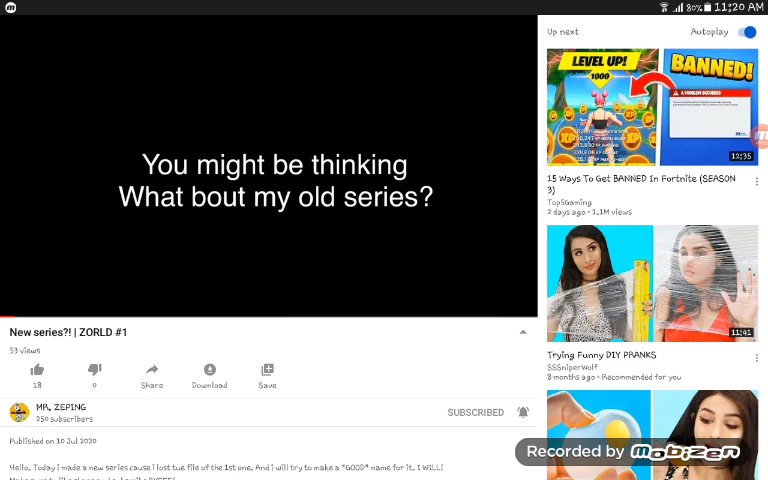 80% 11:20 AM
You might be thinking
What bout my old series?
New series?! | ZORLD #1
53 views
18
0
Share
Download
Save
MR. ZEPING
250 subscribers
SUBSCRIBED
Published on 10 Jul 2020
Hello, Today i made a new series cause i lost tue file of the 1st one, And i will try to make a *GOOD* name for it, I WILL!
Up next
Autoplay
LEVEL UP!
1000
BANNED!
A PROBLEM OCCURRED
12:35
15 Ways To Get BANNED In Fortnite (SEASON
3)
Top5Gaming
2 days ago • 1,1M views
11:41
Trying Funny DIY PRANKS
SSSniperWolf
8 months ago • Recommended for you
Recorded by mobizen